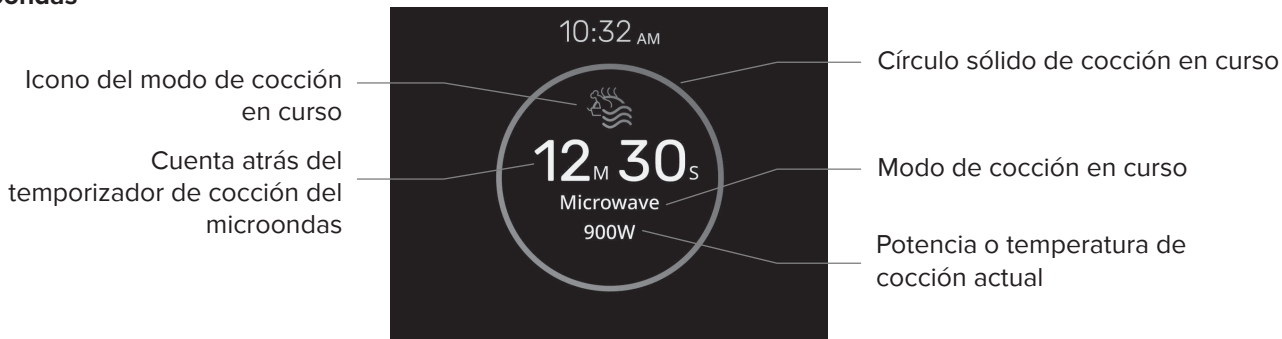 10:32 AM
Icono del modo de cocción
en curso
Cuenta atrás del
temporizador de cocción del
microondas
12M 30S
Microwave
900W
Círculo sólido de cocción en curso
Modo de cocción en curso
Potencia o temperatura de
cocción actual